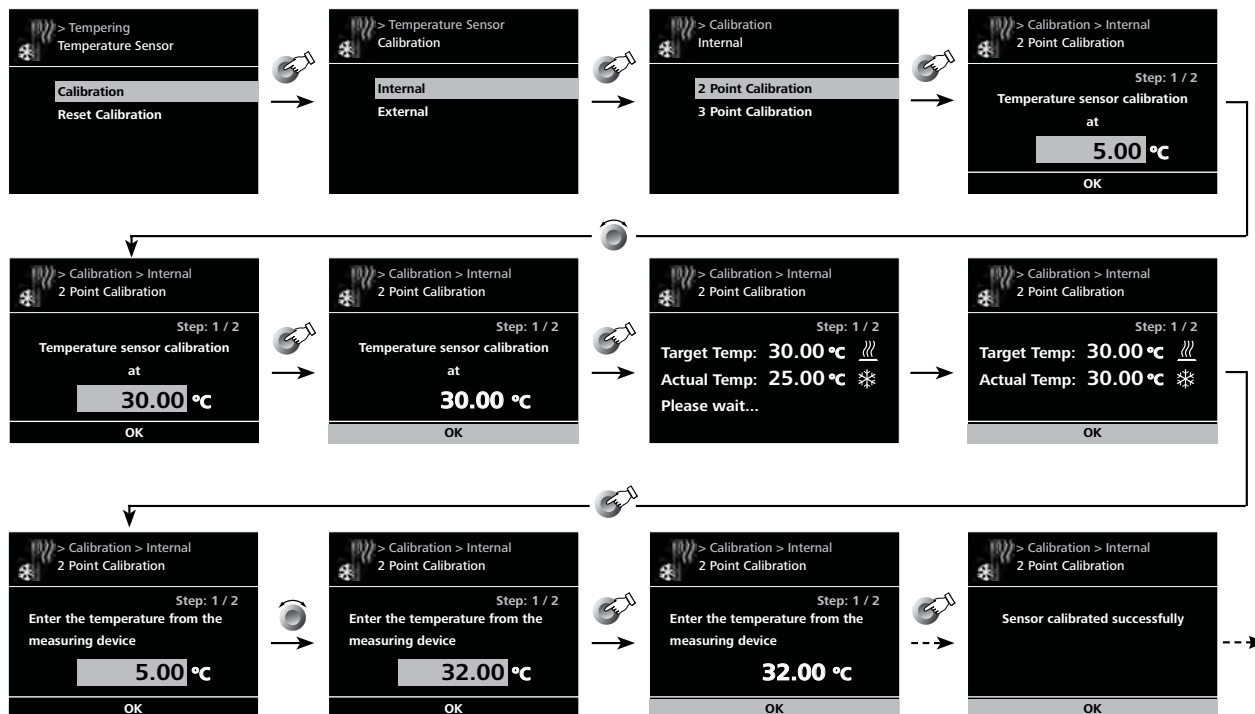 > Tempering
Temperature Sensor
Calibration
Reset Calibration
> Temperature Sensor
Calibration
Internal
External
> Calibration
Internal
2 Point Calibration
3 Point Calibration
> Calibration > Internal
2 Point Calibration
Step: 1 / 2
Temperature sensor calibration
at
5.00 °C
OK
> Calibration > Internal
2 Point Calibration
Step: 1 / 2
Temperature sensor calibration
at
30.00 °C
OK
> Calibration > Internal
2 Point Calibration
Step: 1 / 2
Temperature sensor calibration
at
30.00 °C
OK
> Calibration > Internal
2 Point Calibration
Step: 1 / 2
Target Temp: 30.00 °C
Actual Temp: 25.00 °C
Please wait...
> Calibration > Internal
2 Point Calibration
Step: 1 / 2
Target Temp: 30.00 °C
Actual Temp: 30.00 °C
OK
> Calibration > Internal
2 Point Calibration
Step: 1 / 2
Enter the temperature from the
measuring device
5.00 °C
OK
> Calibration > Internal
2 Point Calibration
Step: 1 / 2
Enter the temperature from the
measuring device
32.00 °C
OK
> Calibration > Internal
2 Point Calibration
Step: 1 / 2
Enter the temperature from the
measuring device
32.00 °C
OK
> Calibration > Internal
2 Point Calibration
Sensor calibrated successfully
OK